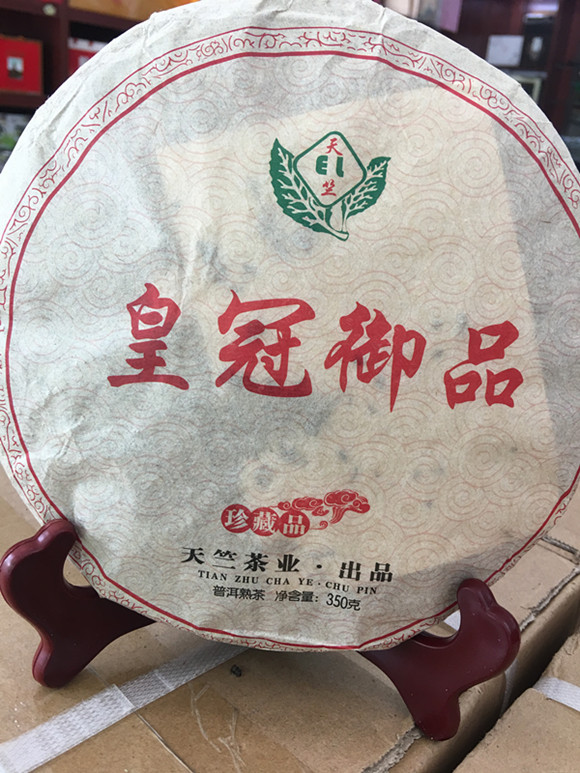 天
EL
竺
皇冠御品
珍藏品
天竺茶业·出品
TIAN ZHU CHA YE · CHU PIN
普洱熟茶 净含量：350克